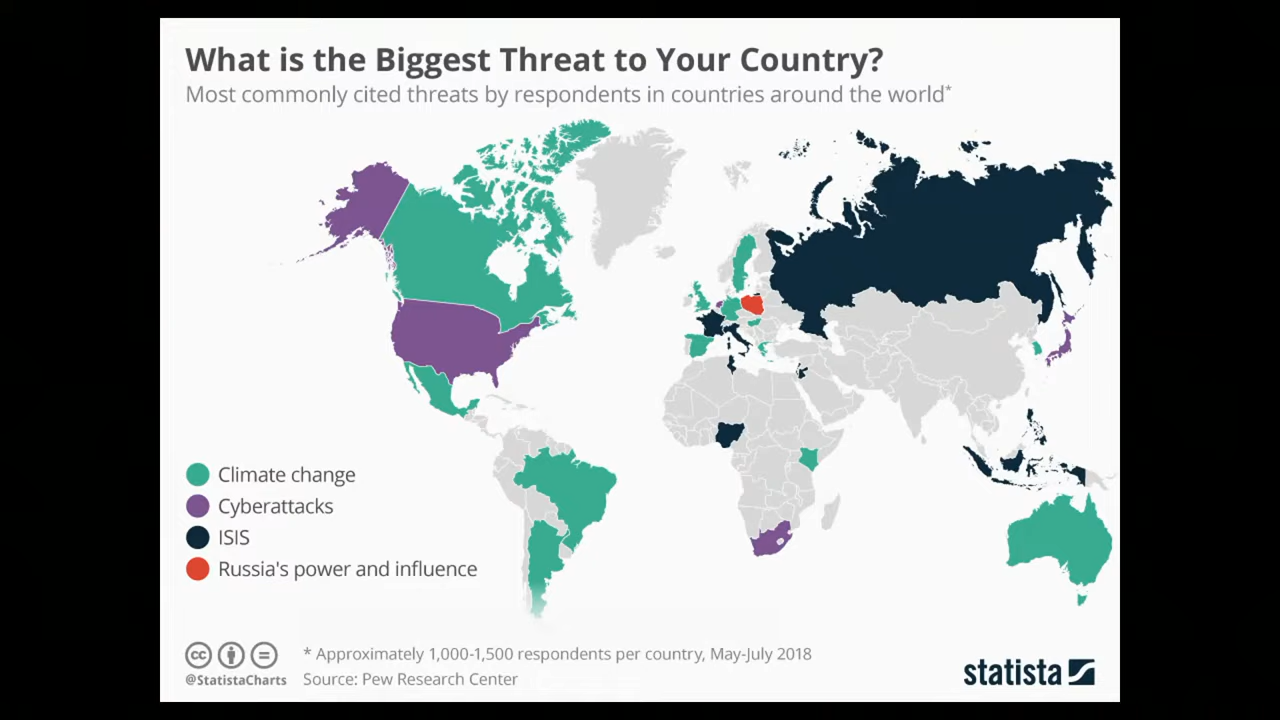 What is the Biggest Threat to Your Country?
Most commonly cited threats by respondents in countries around the world*
Climate change
Cyberattacks
ISIS
Russia's power and influence
* Approximately 1,000-1,500 respondents per country, May-July 2018
@StatistaCharts Source: Pew Research Center
cc
statista